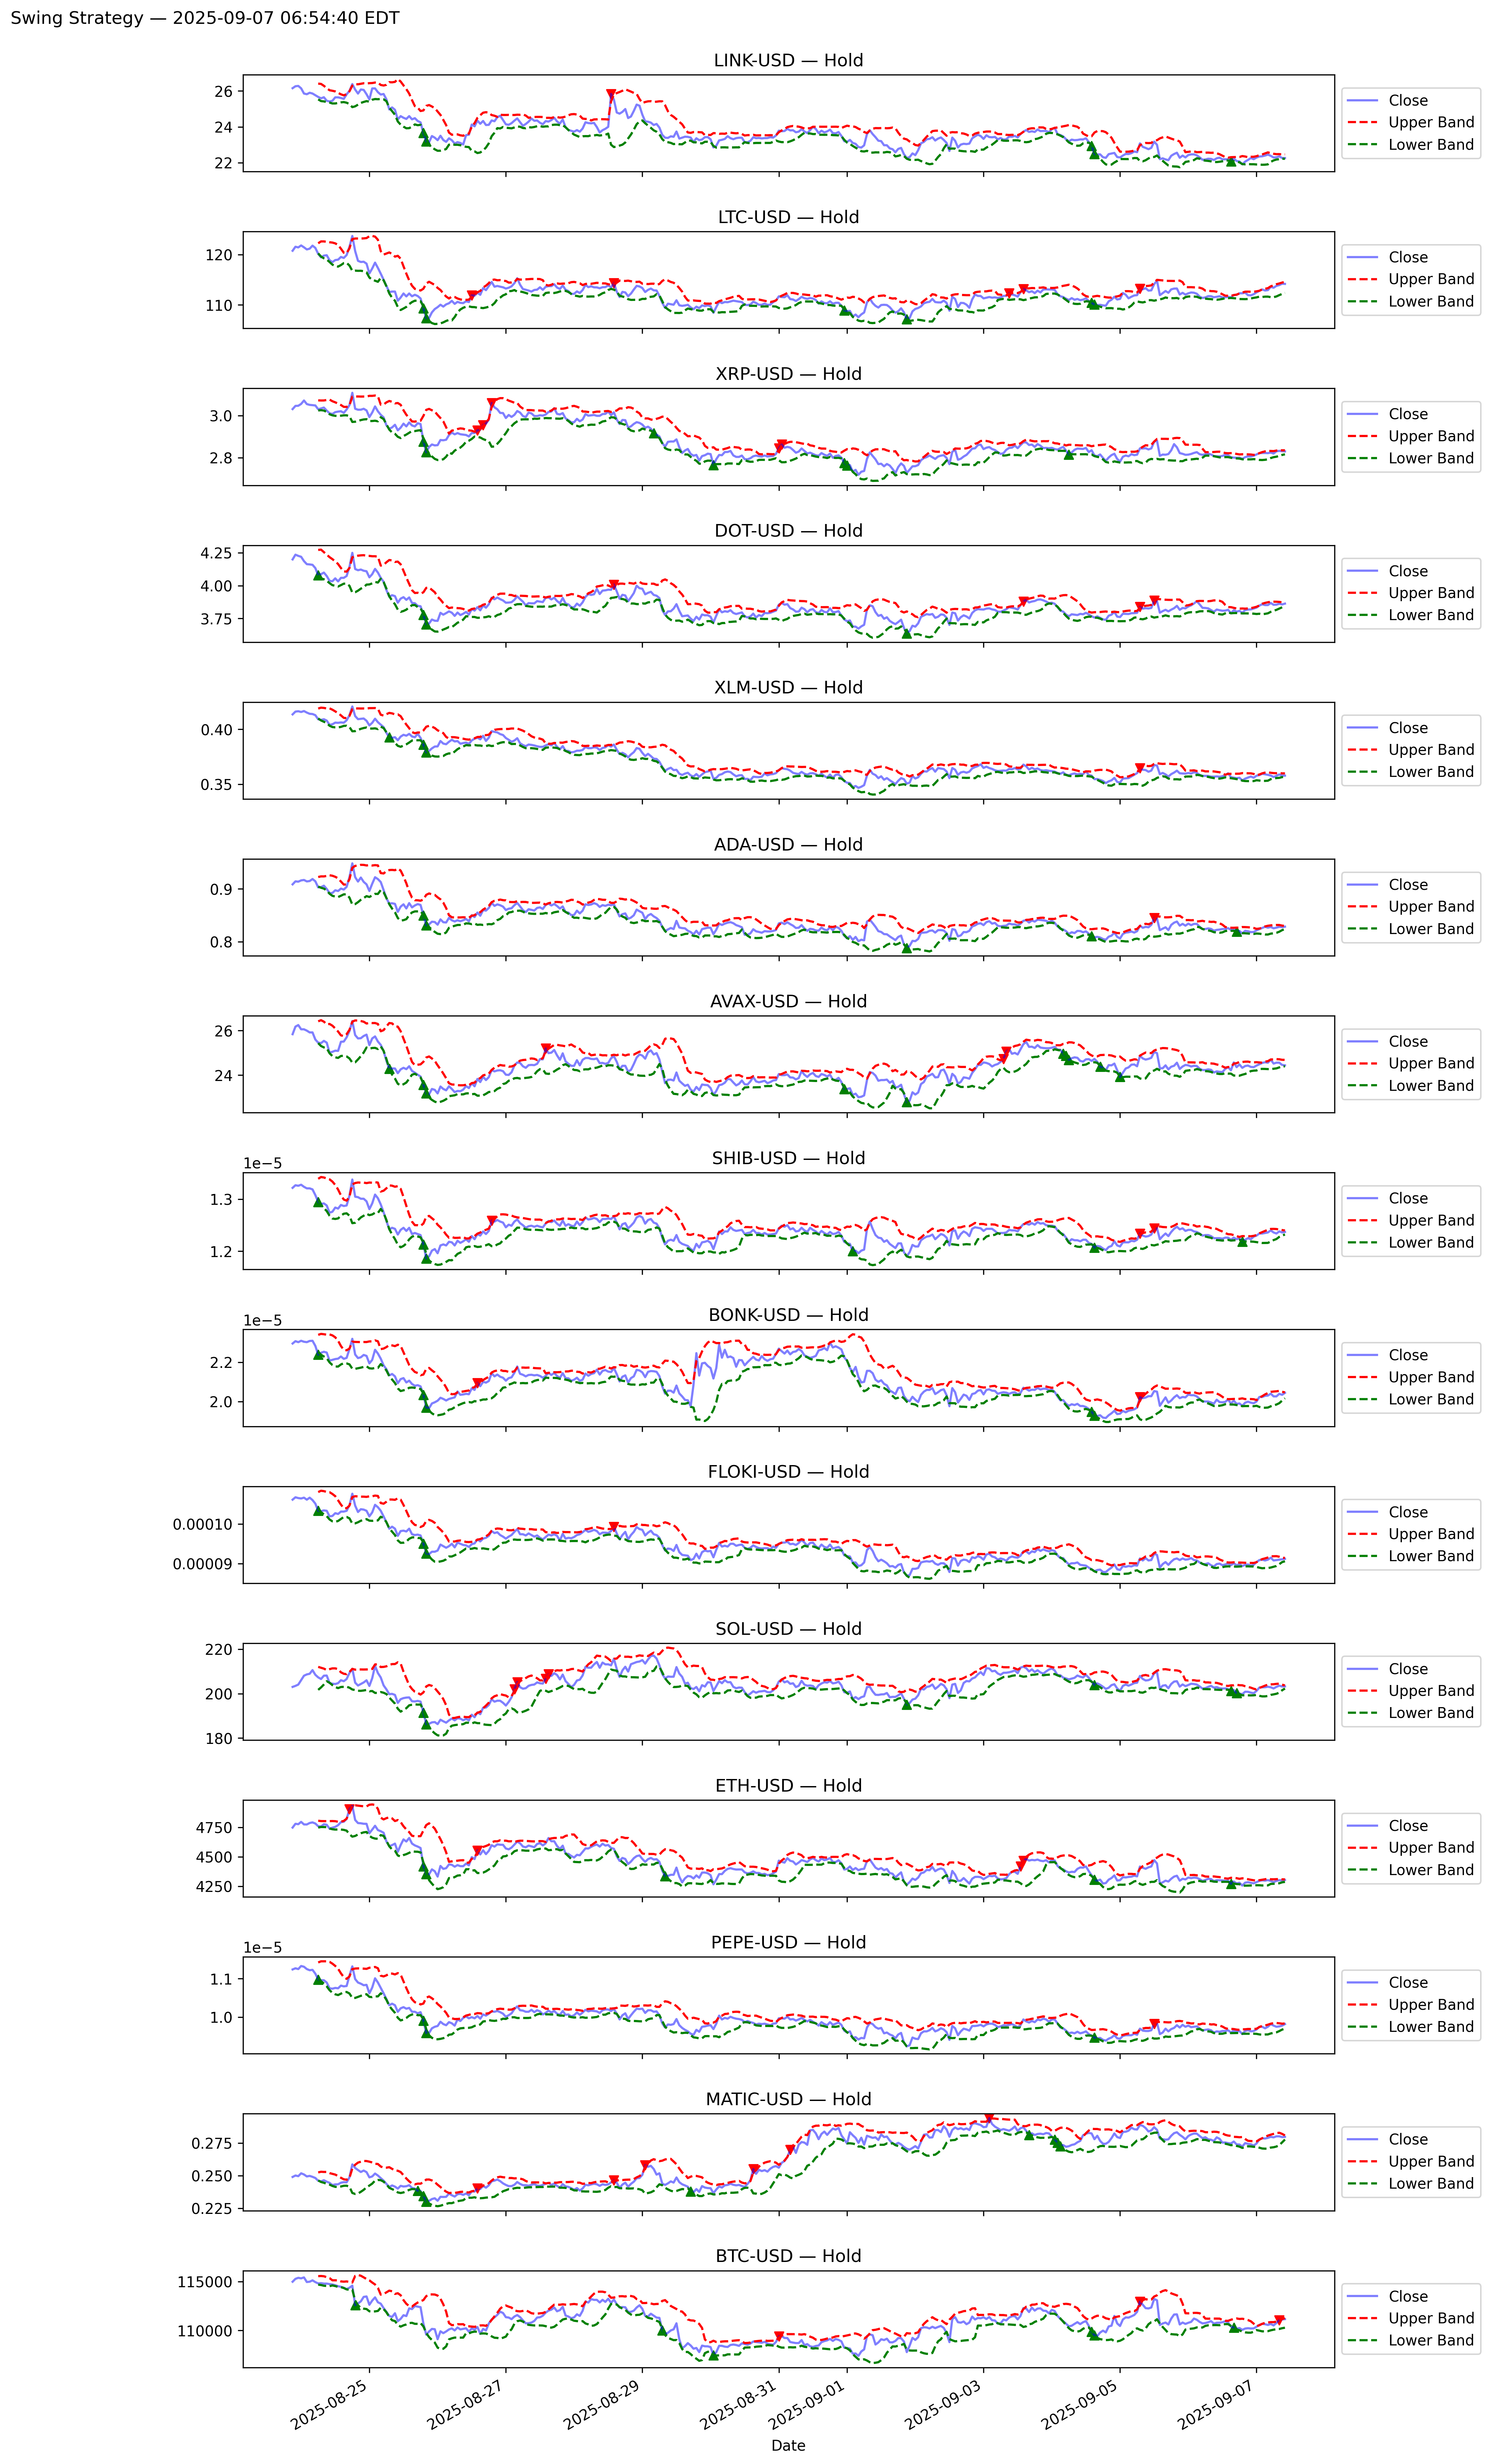 Swing Strategy — 2025-09-07 06:54:40 EDT
LINK-USD — Hold
26
24
22
Close
Upper Band
Lower Band
LTC-USD — Hold
120
110
Close
Upper Band
Lower Band
XRP-USD — Hold
3.0
2.8
Close
Upper Band
Lower Band
DOT-USD — Hold
4.25
4.00
3.75
Close
Upper Band
Lower Band
XLM-USD — Hold
0.40
0.35
Close
Upper Band
Lower Band
ADA-USD — Hold
0.9
0.8
Close
Upper Band
Lower Band
AVAX-USD — Hold
26
24
Close
Upper Band
Lower Band
SHIB-USD — Hold
1e−5
1.3
1.2
Close
Upper Band
Lower Band
BONK-USD — Hold
1e−5
2.2
2.0
Close
Upper Band
Lower Band
FLOKI-USD — Hold
0.00010
0.00009
Close
Upper Band
Lower Band
SOL-USD — Hold
220
200
180
Close
Upper Band
Lower Band
ETH-USD — Hold
4750
4500
4250
Close
Upper Band
Lower Band
PEPE-USD — Hold
1e−5
1.1
1.0
Close
Upper Band
Lower Band
MATIC-USD — Hold
0.275
0.250
0.225
Close
Upper Band
Lower Band
BTC-USD — Hold
115000
110000
Close
Upper Band
Lower Band
2025-08-25
2025-08-27
2025-08-29
2025-08-31
2025-09-01
2025-09-03
2025-09-05
2025-09-07
Date